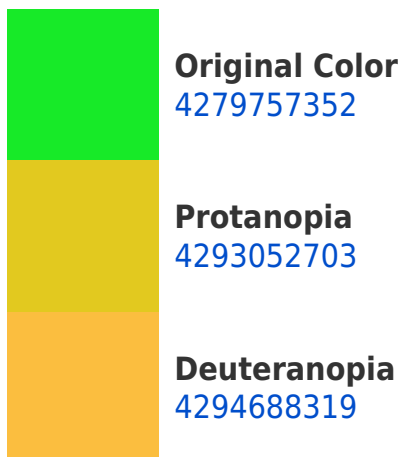 Original Color
4279757352
Protanopia
4293052703
Deuteranopia
4294688319